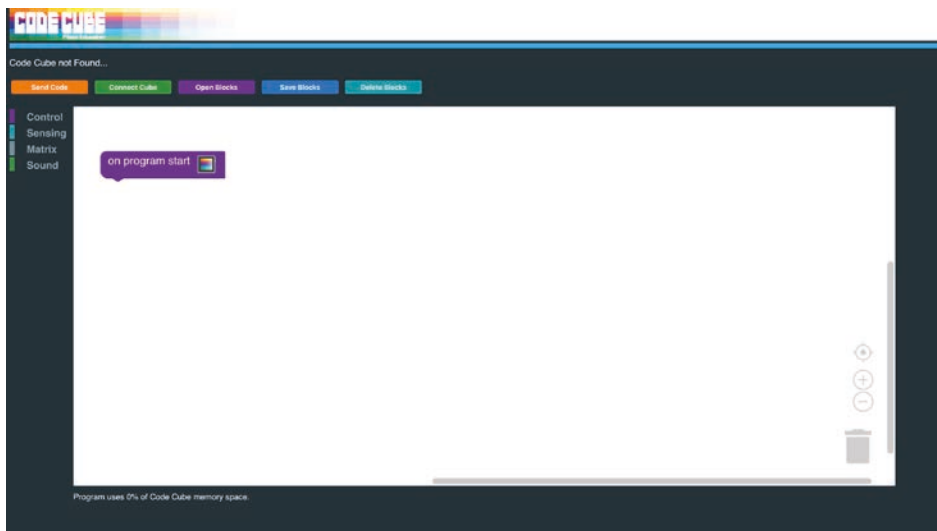 CODE CUBE
Code Cube not Found...
Send Code Connect Cube Open Blocks Save Blocks Delete Blocks
Control
Sensing
Matrix
Sound
on program start
Program uses 0% of Code Cube memory space.